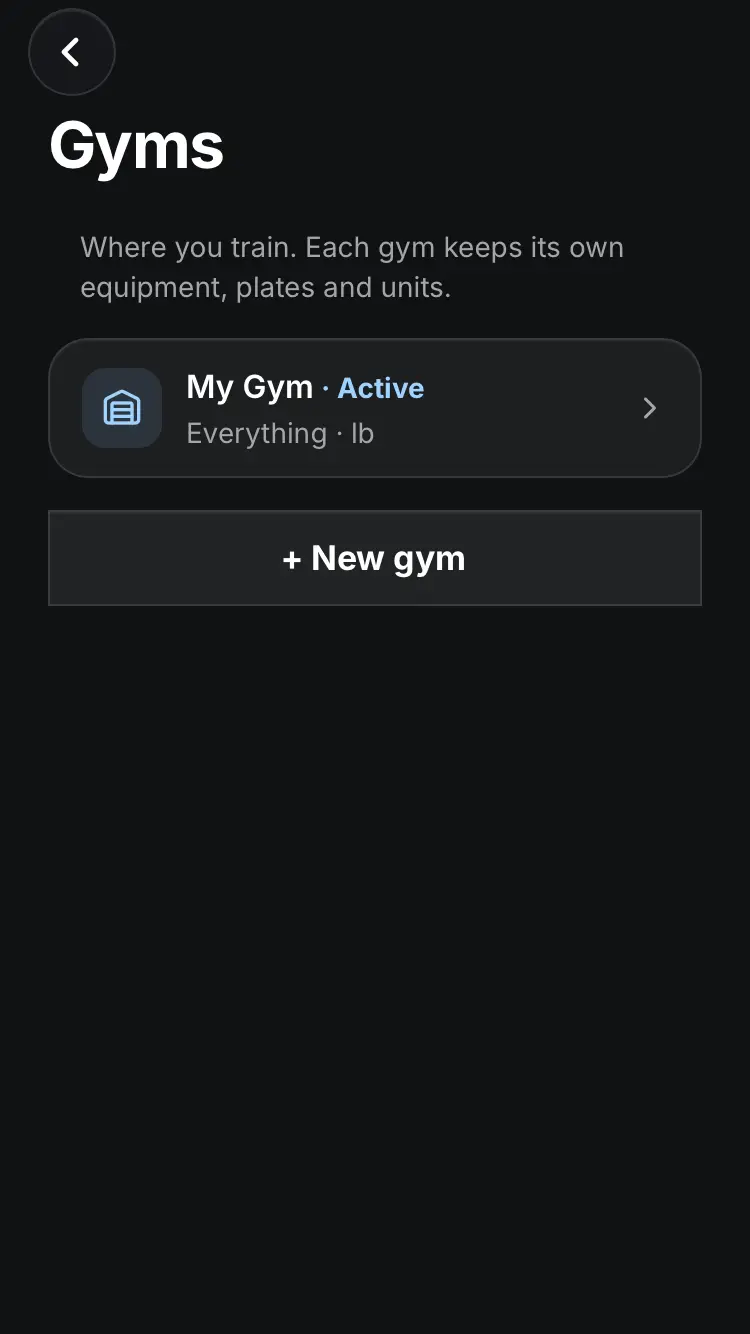 Gyms
Where you train. Each gym keeps its own
equipment, plates and units.
My Gym · Active
Everything · lb
+ New gym